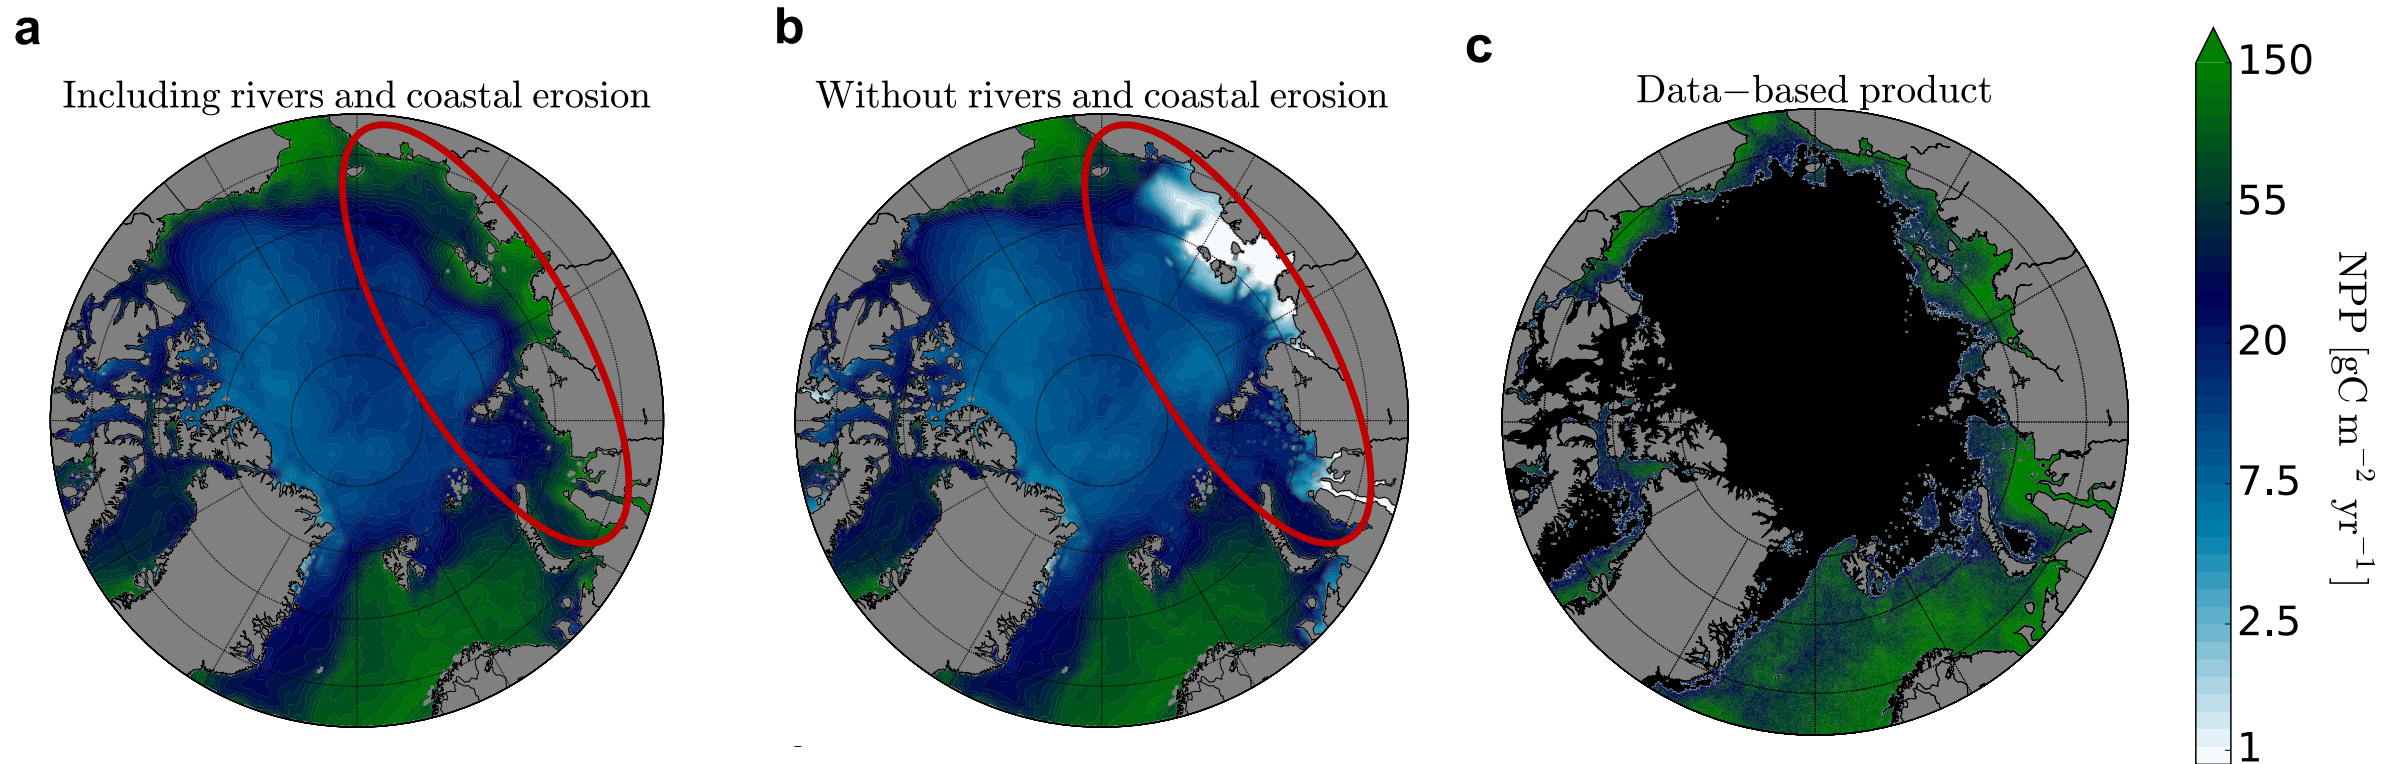 a
Including rivers and coastal erosion
b
Without rivers and coastal erosion
c
Data−based product
150
55
20
7.5
2.5
1
NPP [gC m⁻² yr⁻¹]